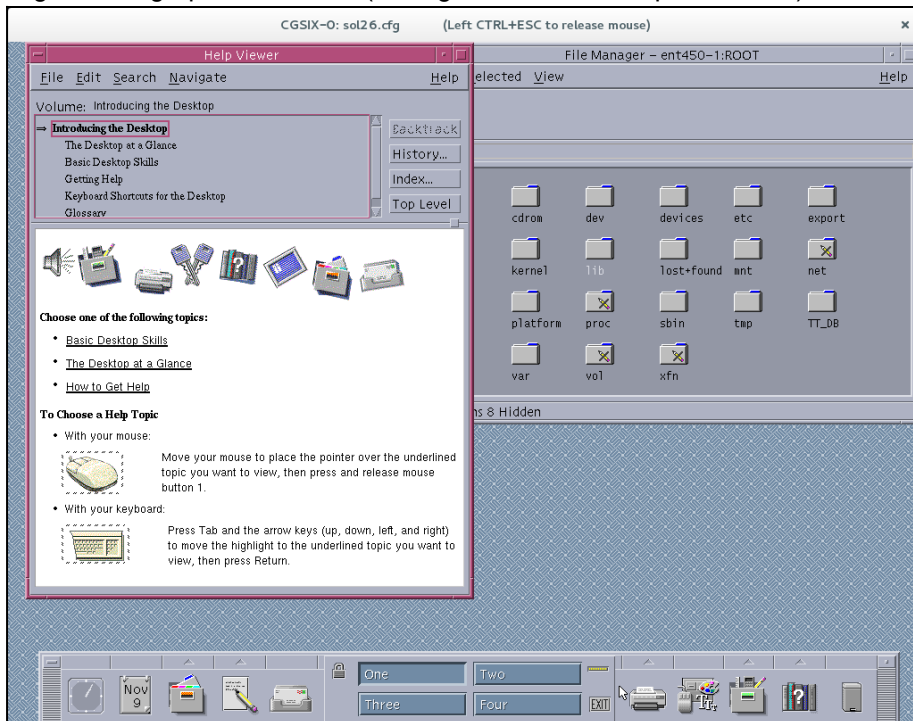 CGSIX-0: sol26.cfg (Left CTRL+ESC to release mouse) ×
Help Viewer
File Edit Search Navigate Help
Volume: Introducing the Desktop
⇒ Introducing the Desktop
The Desktop at a Glance
Basic Desktop Skills
Getting Help
Keyboard Shortcuts for the Desktop
Glossary
Backtrack
History...
Index...
Top Level
Choose one of the following topics:
• Basic Desktop Skills
• The Desktop at a Glance
• How to Get Help
To Choose a Help Topic
• With your mouse:
Move your mouse to place the pointer over the underlined
topic you want to view, then press and release mouse
button 1.
• With your keyboard:
Press Tab and the arrow keys (up, down, left, and right)
to move the highlight to the underlined topic you want to
view, then press Return.
File Manager – ent450-1:ROOT
elected View Help
cdrom dev devices etc export
kernel lib lost+found mnt net
platform proc sbin tmp TT_DB
var vol xfn
ns 8 Hidden
Nov
9
One Two
Three Four
EXIT